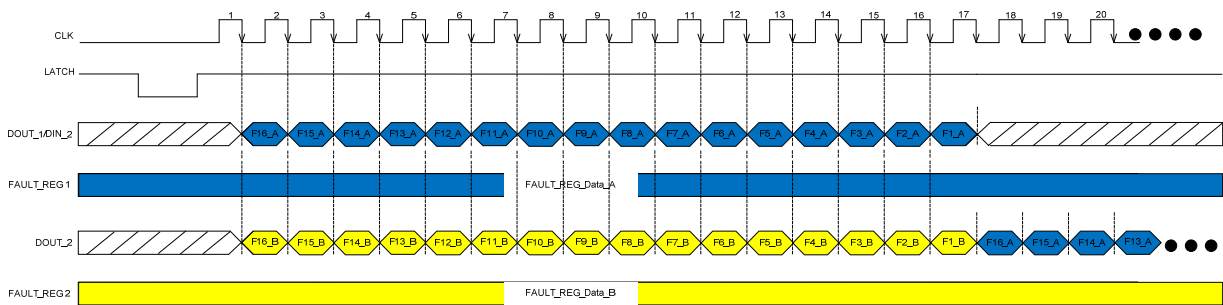 1 2 3 4 5 6 7 8 9 10 11 12 13 14 15 16 17 18 19 20
CLK
LATCH
DOUT_1/DIN_2 F16_A F15_A F14_A F13_A F12_A F11_A F10_A F9_A F8_A F7_A F6_A F5_A F4_A F3_A F2_A F1_A
FAULT_REG1 FAULT_REG_Data_A
DOUT_2 F16_B F15_B F14_B F13_B F12_B F11_B F10_B F9_B F8_B F7_B F6_B F5_B F4_B F3_B F2_B F1_B F16_A F15_A F14_A F13_A
FAULT_REG2 FAULT_REG_Data_B